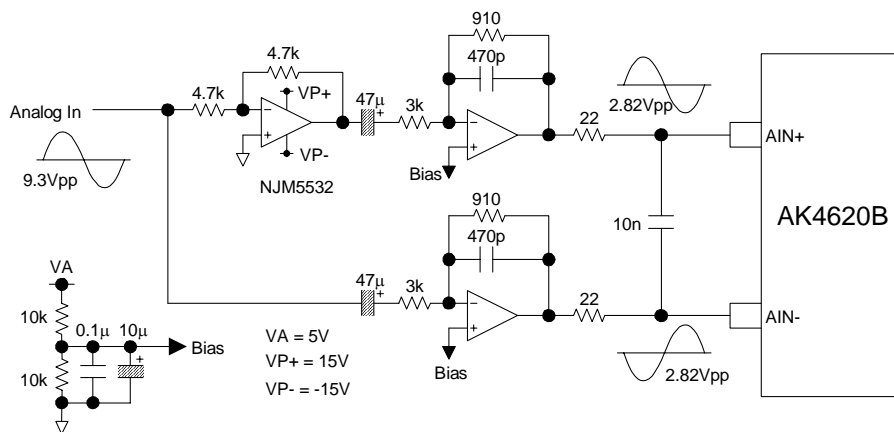 910
4.7k
470p
4.7k
VP+
47µ
3k
2.82Vpp
Analog In
22
AIN+
VP-
Bias
9.3Vpp
NJM5532
910
10n
AK4620B
470p
VA
47µ
3k
22
10k
0.1µ
10µ
AIN-
Bias
VA = 5V
VP+ = 15V
Bias
2.82Vpp
10k
VP- = -15V